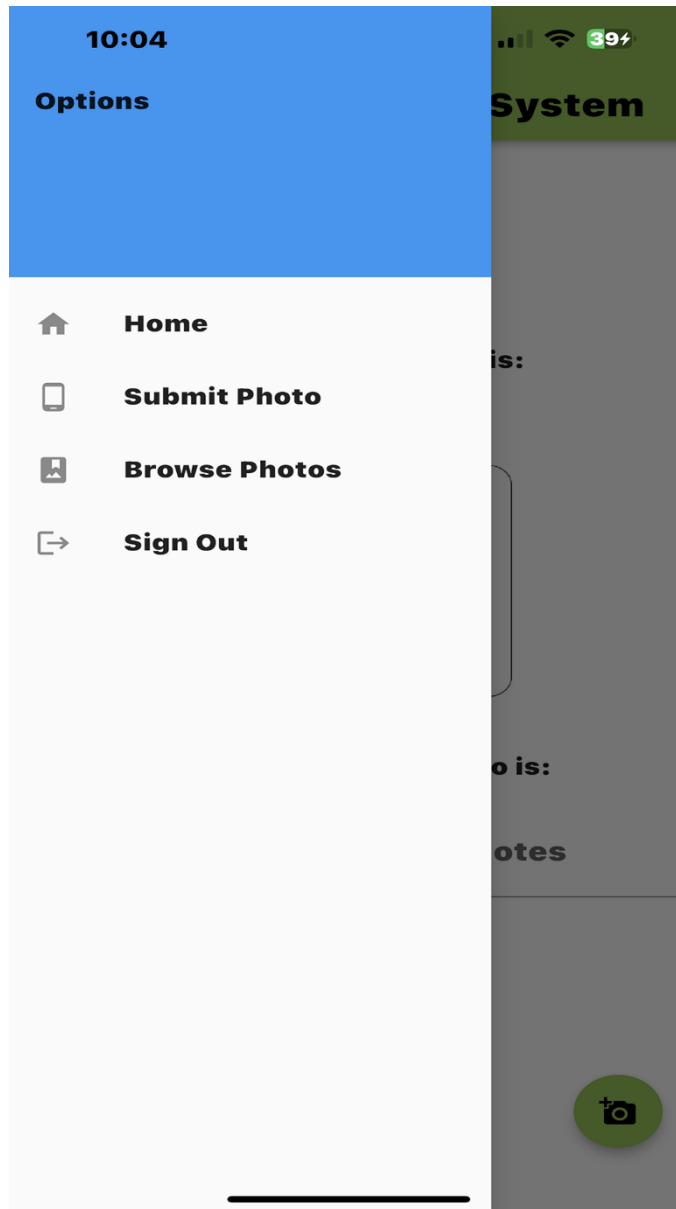 10:04
39
Options
System
Home
is:
Submit Photo
Browse Photos
Sign Out
o is:
otes